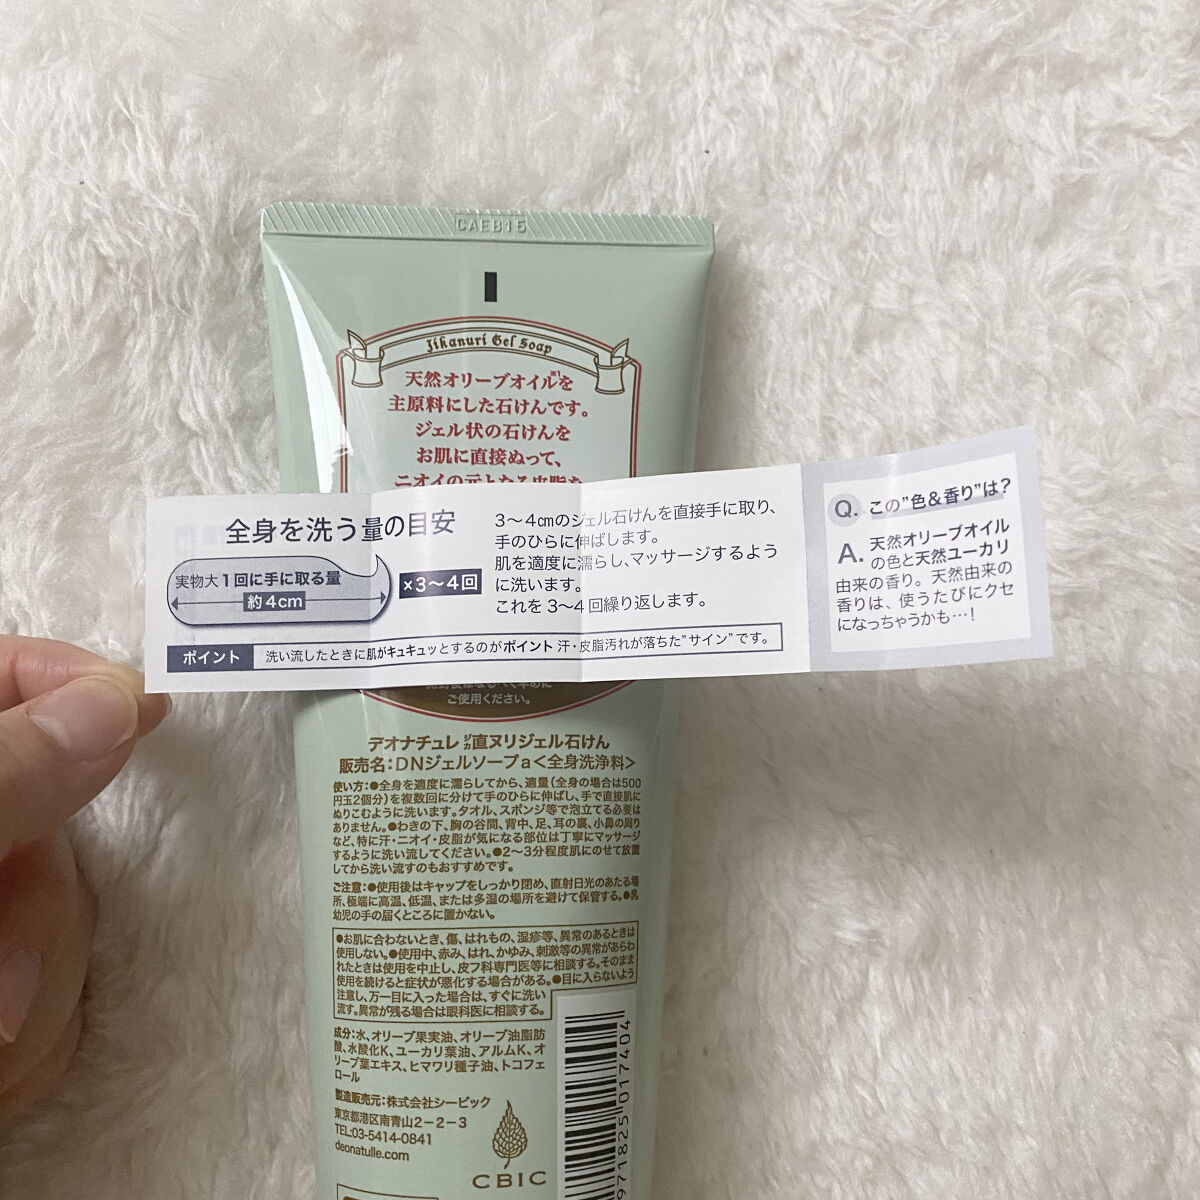 CAEB15
Jikanuri Gel Soap
天然オリーブオイル※1を
主原料にした石けんです。
ジェル状の石けんを
お肌に直接ぬって、
ニオイの元となる皮脂を
全身を洗う量の目安
実物大1回に手に取る量
約4cm
×3〜4回
3〜4cmのジェル石けんを直接手に取り、
手のひらに伸ばします。
肌を適度に濡らし、マッサージするよう
に洗います。
これを3〜4回繰り返します。
ポイント 洗い流したときに肌がキュキュッとするのがポイント 汗・皮脂汚れが落ちた"サイン"です。
Q. この"色&香り"は?
A. 天然オリーブオイル
の色と天然ユーカリ
由来の香り。天然由来の
香りは、使うたびにクセ
になっちゃうかも…!
ご使用ください。
デオナチュレ 直ヌリジェル石けん
ジカ
販売名:DNジェルソープa<全身洗浄料>
使い方:●全身を適度に濡らしてから、適量(全身の場合は500
円玉2個分)を複数回に分けて手のひらに伸ばし、手で直接肌に
ぬりこむように洗います。タオル、スポンジ等で泡立てる必要は
ありません。●わきの下、胸の谷間、背中、足、耳の裏、小鼻の周り
など、特に汗・ニオイ・皮脂が気になる部位は丁寧にマッサージ
するように洗い流してください。●2〜3分程度肌にのせて放置
してから洗い流すのもおすすめです。
ご注意:●使用後はキャップをしっかり閉め、直射日光のあたる場
所、極端に高温、低温、または多湿の場所を避けて保管する。●乳
幼児の手の届くところに置かない。
●お肌に合わないとき、傷、はれもの、湿疹等、異常のあるときは
使用しない。●使用中、赤み、はれ、かゆみ、刺激等の異常があらわ
れたときは使用を中止し、皮フ科専門医等に相談する。そのまま
使用を続けると症状が悪化する場合がある。●目に入らないよう
注意し、万一目に入った場合は、すぐに洗い
流す。異常が残る場合は眼科医に相談する。
成分:水、オリーブ果実油、オリーブ油脂肪
酸、水酸化K、ユーカリ葉油、アルムK、オ
リーブ葉エキス、ヒマワリ種子油、トコフェ
ロール
製造販売元:株式会社シービック
東京都港区南青山2-2-3
TEL:03-5414-0841
deonatulle.com
CBIC
971825 017404